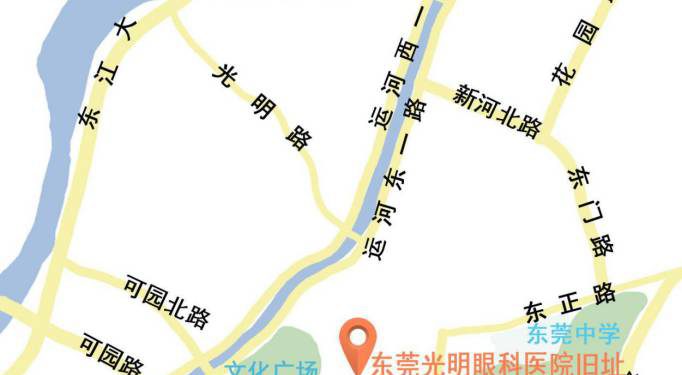 东江大
光明路
运河西一
运河东一路
新河北路
花园
东门路
东正路
可园北路
可园路
东莞中学
文化广场
东莞光明眼科医院旧址